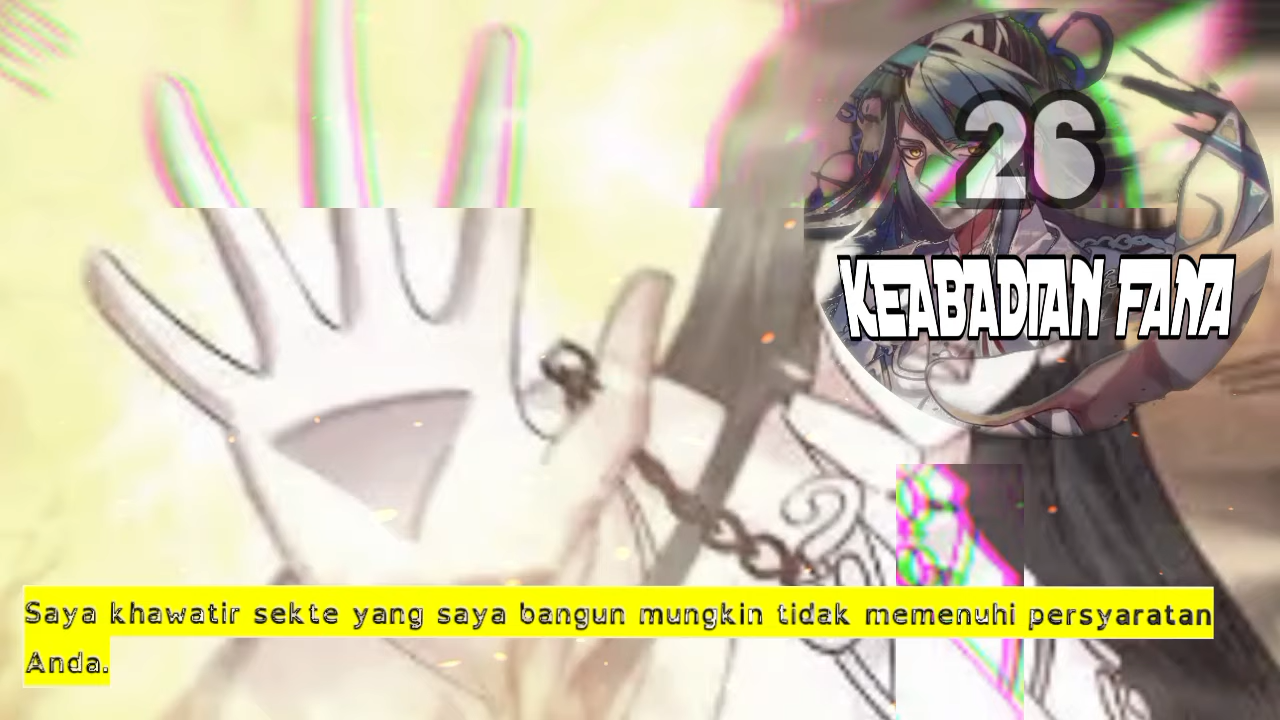 26
KEABADIAN FANA
Saya khawatir sekte yang saya bangun mungkin tidak memenuhi persyaratan
Anda.